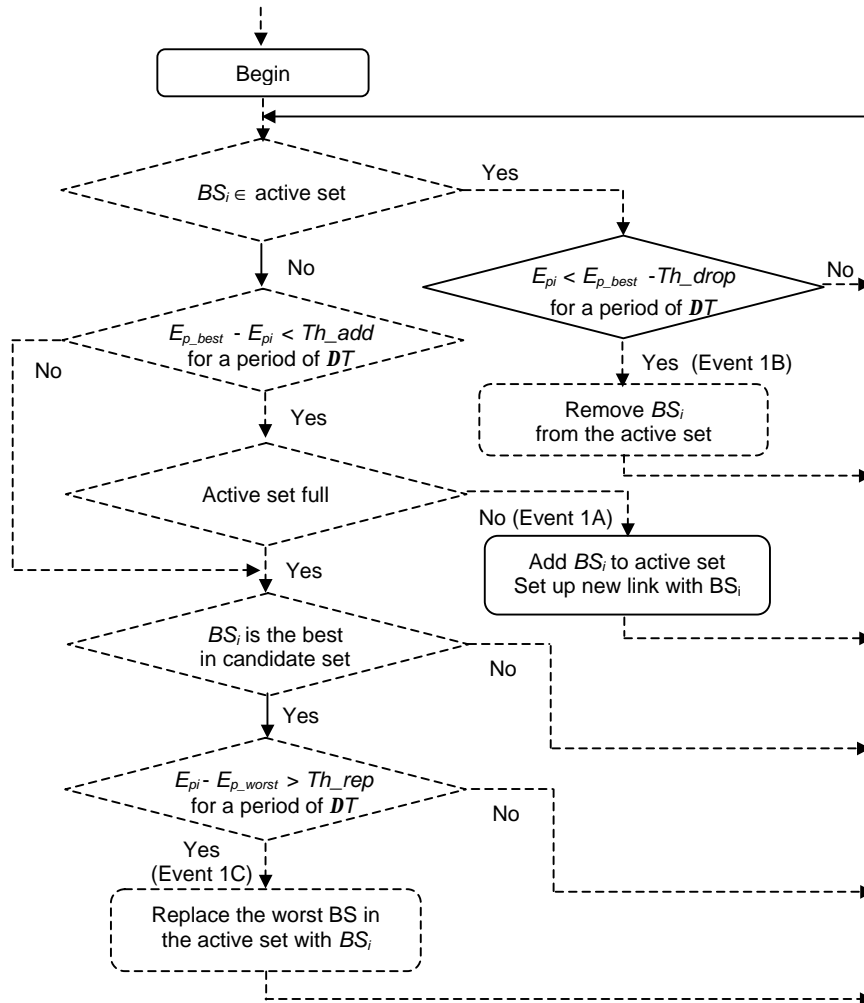 Begin
BSi ∈ active set
Yes
No
Epi < Ep_best -Th_drop
for a period of DT
No
Ep_best - Epi < Th_add
for a period of DT
No
Yes (Event 1B)
Remove BSi
from the active set
Yes
Active set full
No (Event 1A)
Add BSi to active set
Set up new link with BSi
Yes
BSi is the best
in candidate set
No
Yes
Epi - Ep_worst > Th_rep
for a period of DT
No
Yes
(Event 1C)
Replace the worst BS in
the active set with BSi